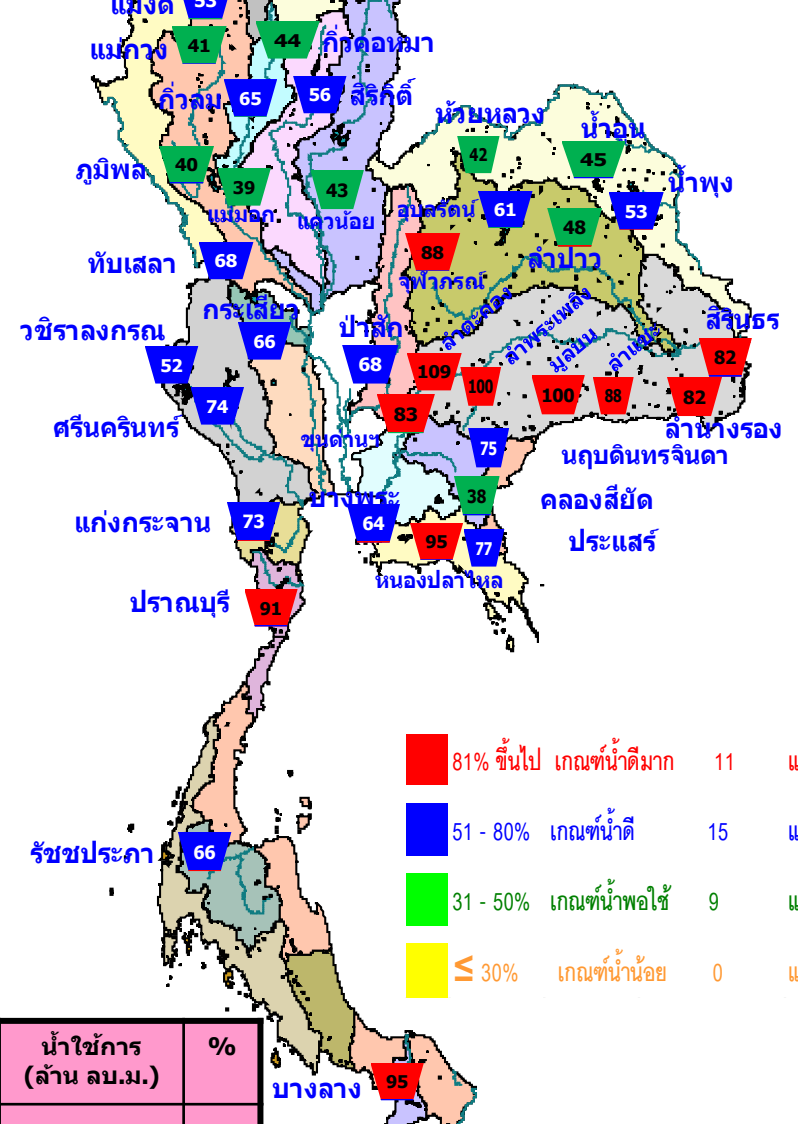 แม่งัด 55
แม่กวง 41
44 กิ่วคอหมา
กิ่วลม 65
56 สิริกิติ์
ห้วยหลวง 42
น้ำอูน 45
ภูมิพล 40
39 แม่มอก
43 แควน้อย
น้ำพุง 53
อุบลรัตน์ 61
48 ลำปาว
88 จุฬาภรณ์
ทับเสลา 68
กระเสียว 66
ป่าสัก 68
ลำตะคอง 109
ลำพระเพลิง 100
มูลบน 100
ลำแชะ 88
สิรินธร 82
วชิราลงกรณ 52
74
ศรีนครินทร์
82 ลำนางรอง
83 ขุนด่านฯ
75 นฤบดินทรจินดา
38 คลองสียัด
บางพระ 64
แก่งกระจาน 73
95 หนองปลาไหล
77 ประแสร์
ปราณบุรี 91
81% ขึ้นไป เกณฑ์น้ำดีมาก 11 แ
51 - 80% เกณฑ์น้ำดี 15 แ
31 - 50% เกณฑ์น้ำพอใช้ 9 แ
≤ 30% เกณฑ์น้ำน้อย 0 แ
รัชชประภา 66
น้ำใช้การ %
(ล้าน ลบ.ม.)
บางลาง 95